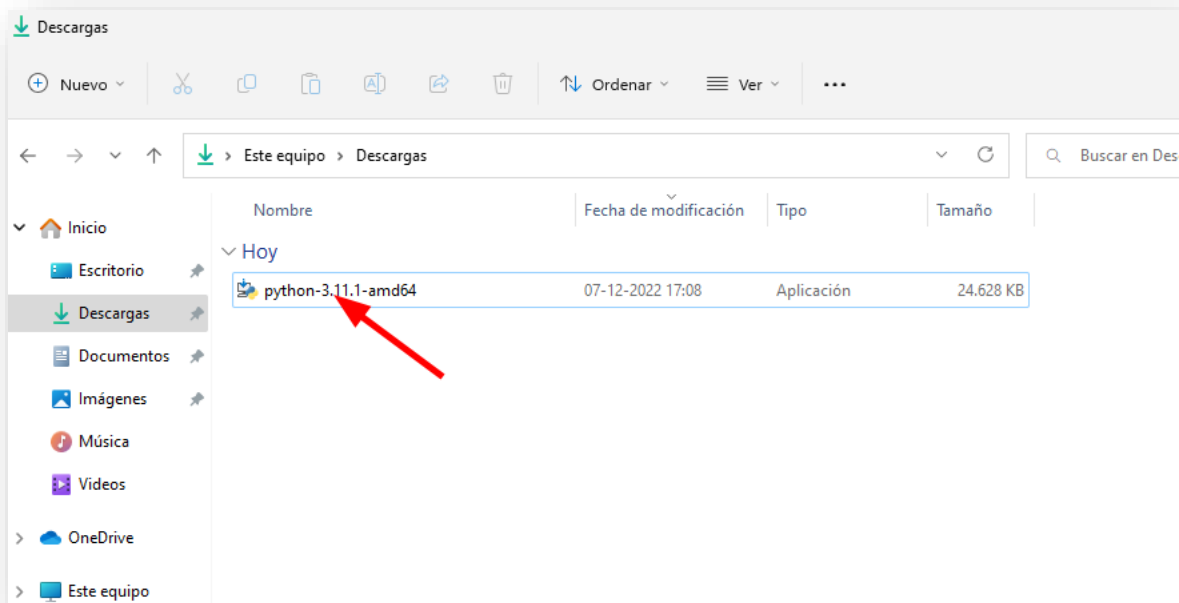 Descargas
Nuevo
Ordenar
Ver
Este equipo > Descargas
Buscar en Des
Nombre
Fecha de modificación
Tipo
Tamaño
Inicio
Hoy
Escritorio
python-3.11.1-amd64
07-12-2022 17:08
Aplicación
24.628 KB
Descargas
Documentos
Imágenes
Música
Videos
OneDrive
Este equipo